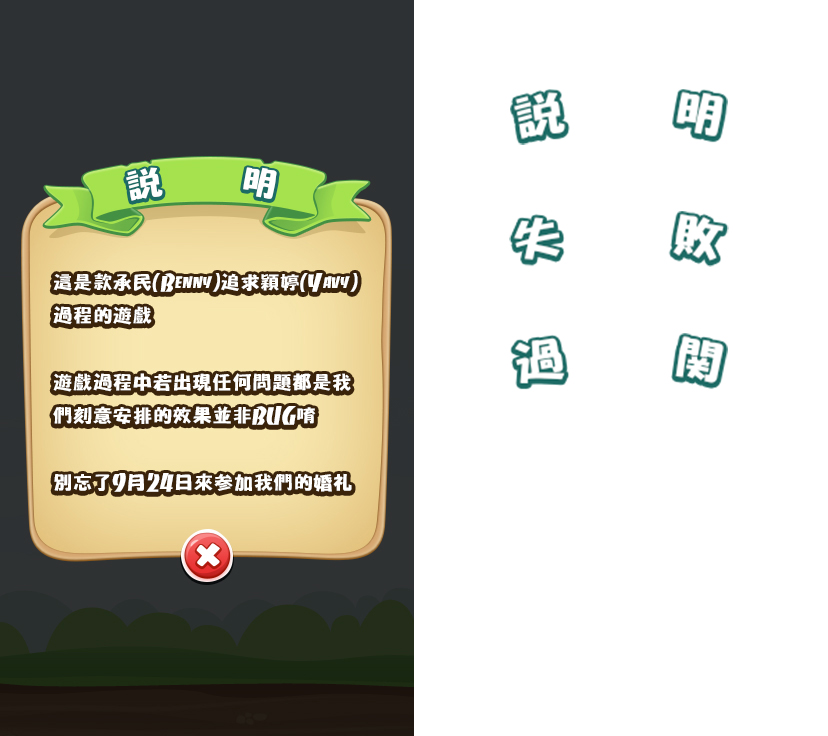 説 明
這是款承民(BENNY)追求穎婷(YAVY)
過程的遊戲
遊戲過程中若出現任何問題都是我
們刻意安排的效果並非BUG唷
別忘了9月24日來參加我們的婚礼
説 明
失 敗
過 関